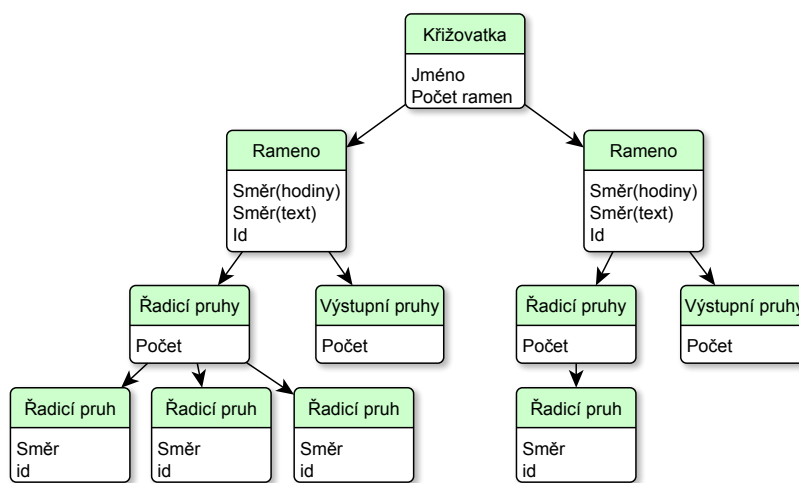 Křižovatka
Jméno
Počet ramen
Rameno
Směr(hodiny)
Směr(text)
Id
Rameno
Směr(hodiny)
Směr(text)
Id
Řadicí pruhy
Počet
Výstupní pruhy
Počet
Řadicí pruhy
Počet
Výstupní pruhy
Počet
Řadicí pruh
Směr
id
Řadicí pruh
Směr
id
Řadicí pruh
Směr
id
Řadicí pruh
Směr
id